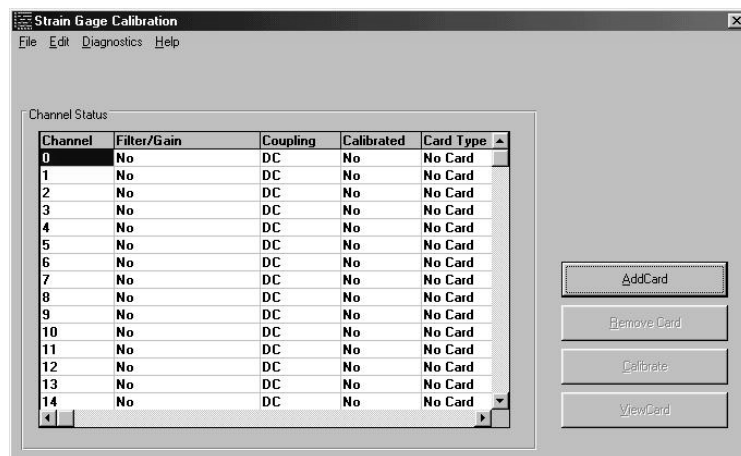 Strain Gage Calibration
File Edit Diagnostics Help
Channel Status
Channel Filter/Gain Coupling Calibrated Card Type
0 No DC No No Card
1 No DC No No Card
2 No DC No No Card
3 No DC No No Card
4 No DC No No Card
5 No DC No No Card
6 No DC No No Card
7 No DC No No Card
8 No DC No No Card
9 No DC No No Card
10 No DC No No Card
11 No DC No No Card
12 No DC No No Card
13 No DC No No Card
14 No DC No No Card
AddCard
Remove Card
Calibrate
ViewCard